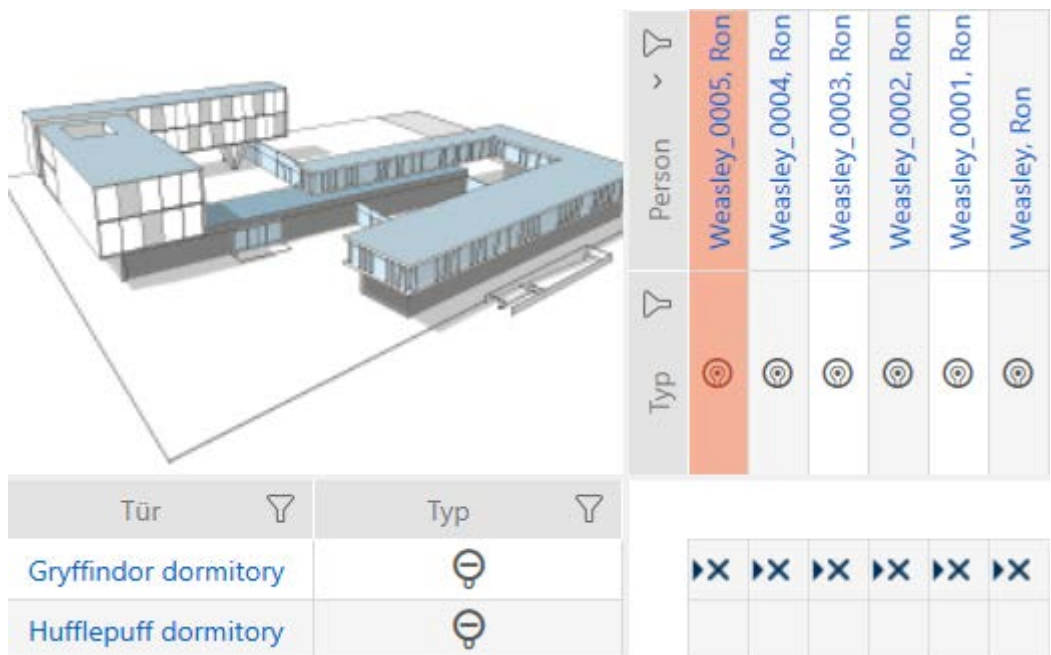 Person
Weasley_0005, Ron
Weasley_0004, Ron
Weasley_0003, Ron
Weasley_0002, Ron
Weasley_0001, Ron
Weasley, Ron
Typ
Tür
Typ
Gryffindor dormitory
Hufflepuff dormitory